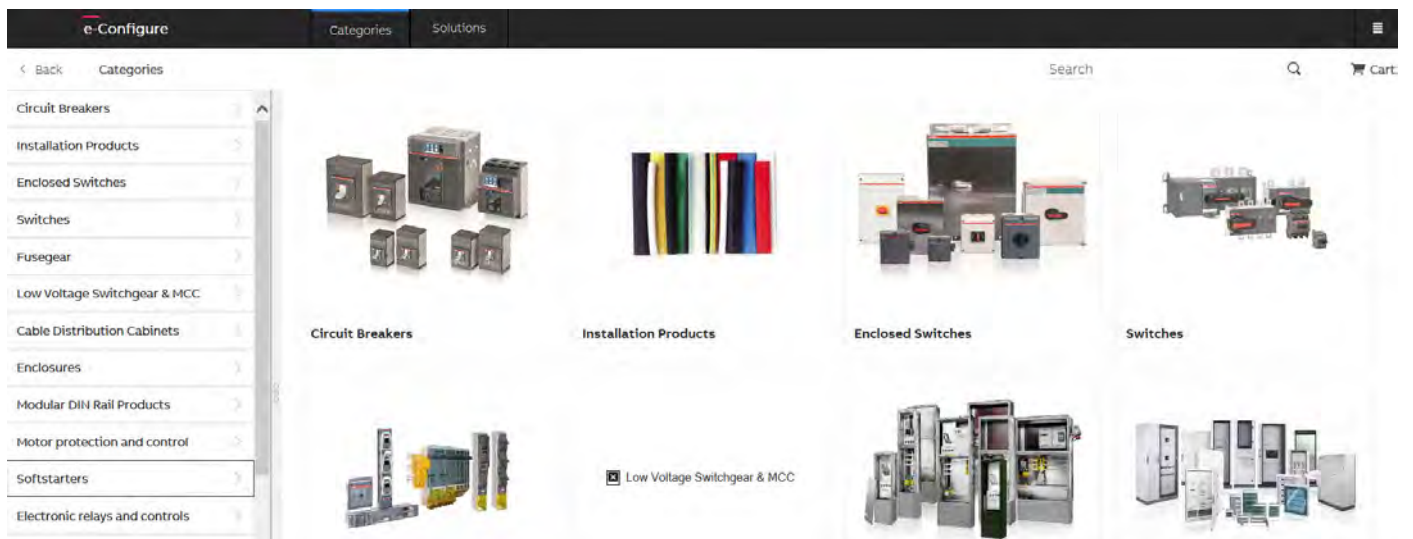 e-Configure
Categories
Solutions
Back
Categories
Search
Cart:
Circuit Breakers
Installation Products
Enclosed Switches
Switches
Fusegear
Low Voltage Switchgear & MCC
Cable Distribution Cabinets
Enclosures
Modular DIN Rail Products
Motor protection and control
Softstarters
Electronic relays and controls
Circuit Breakers
Installation Products
Enclosed Switches
Switches
Low Voltage Switchgear & MCC